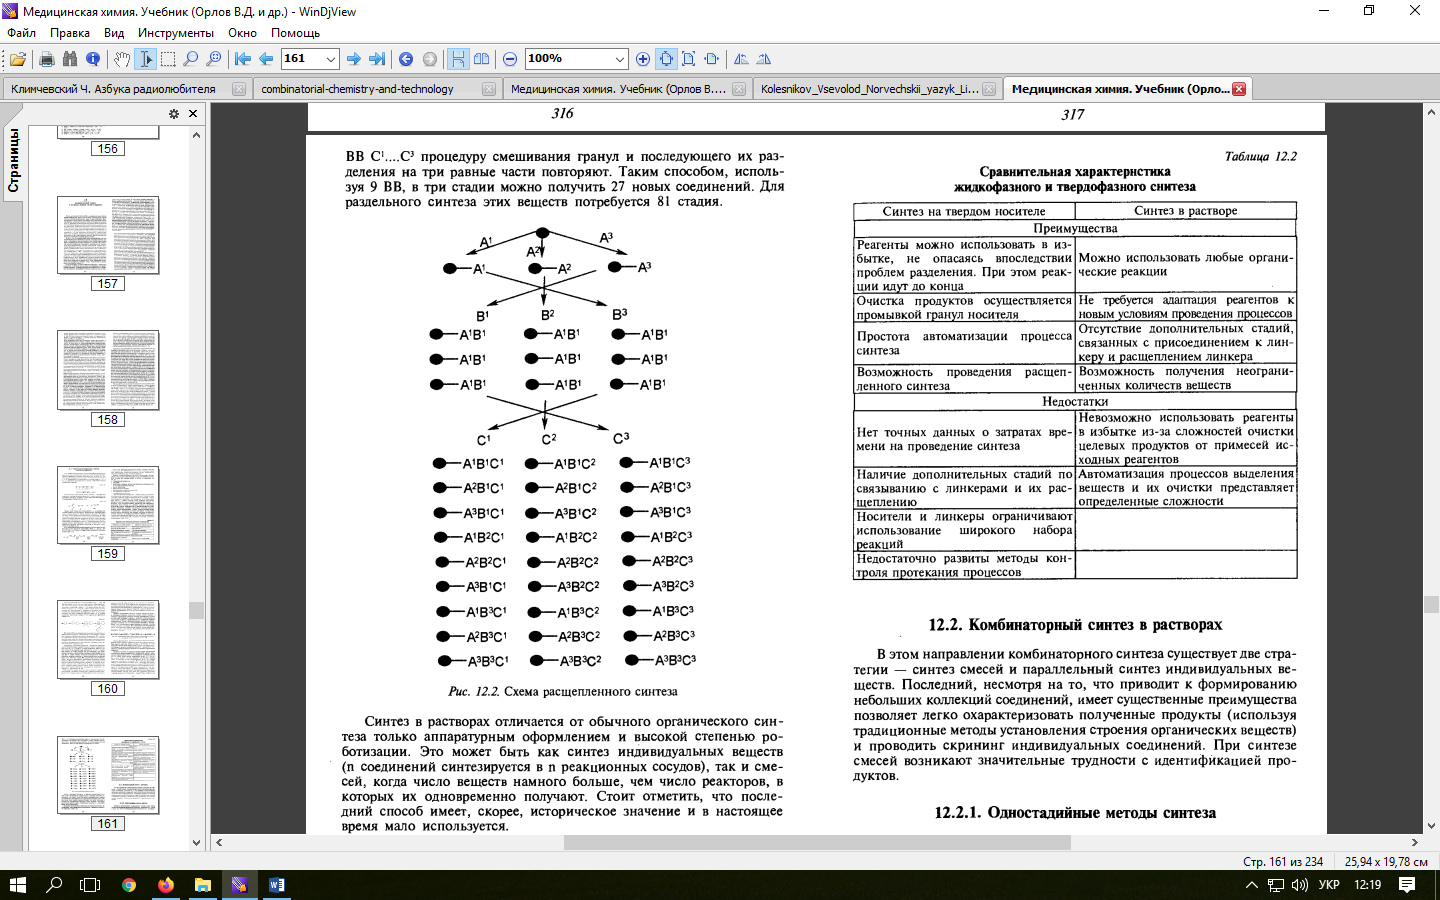 Медицинская химия. Учебник (Орлов В.Д. и др.) - WinDjView
Файл Правка Вид Инструменты Окно Помощь
161 100%
Климчевский Ч. Азбука радиолюбителя combinatorial-chemistry-and-technology Медицинская химия. Учебник (Орлов В.... Kolesnikov_Vsevolod_Norvechskii_yazyk_Li... Медицинская химия. Учебник (Орло...
Страницы
156
157
158
159
160
161
316
ВВ C¹....C³ процедуру смешивания гранул и последующего их раз-
деления на три равные части повторяют. Таким способом, исполь-
зуя 9 ВВ, в три стадии можно получить 27 новых соединений. Для
раздельного синтеза этих веществ потребуется 81 стадия.
A¹ A² A³
A¹ A² A³
B¹ B² B³
A¹B¹ A¹B¹ A¹B¹
A¹B¹ A¹B¹ A¹B¹
A¹B¹ A¹B¹ A¹B¹
C¹ C² C³
A¹B¹C¹ A¹B¹C² A¹B¹C³
A²B¹C¹ A²B¹C² A²B¹C³
A³B¹C¹ A³B¹C² A³B¹C³
A¹B²C¹ A¹B²C² A¹B²C³
A²B²C¹ A²B²C² A²B²C³
A³B¹C¹ A³B²C² A³B²C³
A¹B³C¹ A¹B³C² A¹B³C³
A²B³C¹ A²B³C² A²B³C³
A³B³C¹ A³B³C² A³B³C³
Рис. 12.2. Схема расщепленного синтеза
Синтез в растворах отличается от обычного органического син-
теза только аппаратурным оформлением и высокой степенью ро-
ботизации. Это может быть как синтез индивидуальных веществ
(n соединений синтезируется в n реакционных сосудов), так и сме-
сей, когда число веществ намного больше, чем число реакторов, в
которых их одновременно получают. Стоит отметить, что после-
дний способ имеет, скорее, историческое значение и в настоящее
время мало используется.
317
Таблица 12.2
Сравнительная характеристика
жидкофазного и твердофазного синтеза
Синтез на твердом носителе Синтез в растворе
Преимущества
Реагенты можно использовать в из-
бытке, не опасаясь впоследствии
проблем разделения. При этом реак-
ции идут до конца
Можно использовать любые органи-
ческие реакции
Очистка продуктов осуществляется
промывкой гранул носителя
Не требуется адаптация реагентов к
новым условиям проведения процессов
Простота автоматизации процесса
синтеза
Отсутствие дополнительных стадий,
связанных с присоединением к лин-
керу и расщеплением линкера
Возможность проведения расщеп-
ленного синтеза
Возможность получения неограни-
ченных количеств веществ
Недостатки
Нет точных данных о затратах вре-
мени на проведение синтеза
Невозможно использовать реагенты
в избытке из-за сложностей очистки
целевых продуктов от примесей ис-
ходных реагентов
Наличие дополнительных стадий по
связыванию с линкерами и их рас-
щеплению
Автоматизация процессов выделения
веществ и их очистки представляет
определенные сложности
Носители и линкеры ограничивают
использование широкого набора
реакций
Недостаточно развиты методы кон-
троля протекания процессов
12.2. Комбинаторный синтез в растворах
В этом направлении комбинаторного синтеза существует две стра-
тегии — синтез смесей и параллельный синтез индивидуальных ве-
ществ. Последний, несмотря на то, что приводит к формированию
небольших коллекций соединений, имеет существенные преимущества
позволяет легко охарактеризовать полученные продукты (используя
традиционные методы установления строения органических веществ)
и проводить скрининг индивидуальных соединений. При синтезе
смесей возникают значительные трудности с идентификацией про-
дуктов.
12.2.1. Одностадийные методы синтеза
Стр. 161 из 234 25,94 x 19,78 см
УКР 12:19